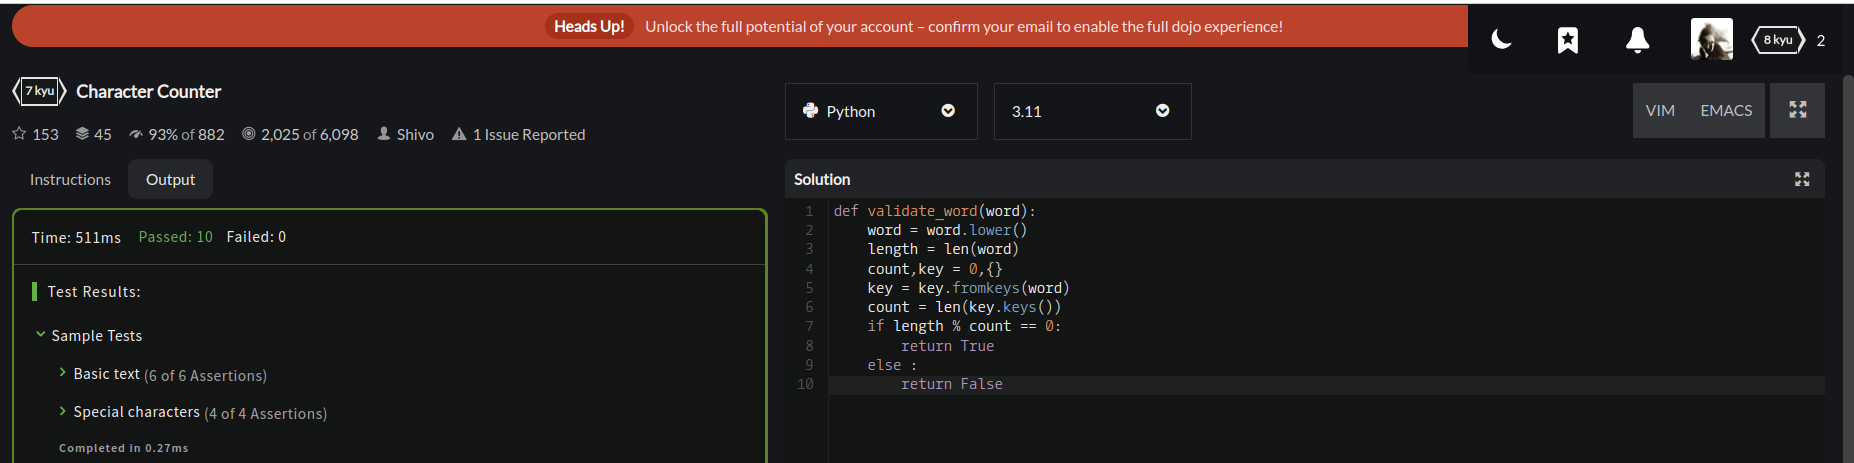 Heads Up! Unlock the full potential of your account – confirm your email to enable the full dojo experience!
8 kyu 2
7 kyu Character Counter
153 45 93% of 882 2,025 of 6,098 Shivo 1 Issue Reported
Instructions Output
Time: 511ms Passed: 10 Failed: 0
Test Results:
Sample Tests
Basic text (6 of 6 Assertions)
Special characters (4 of 4 Assertions)
Completed in 0.27ms
Python 3.11 VIM EMACS
Solution
1 def validate_word(word):
2 word = word.lower()
3 length = len(word)
4 count,key = 0,{}
5 key = key.fromkeys(word)
6 count = len(key.keys())
7 if length % count == 0:
8 return True
9 else :
10 return False